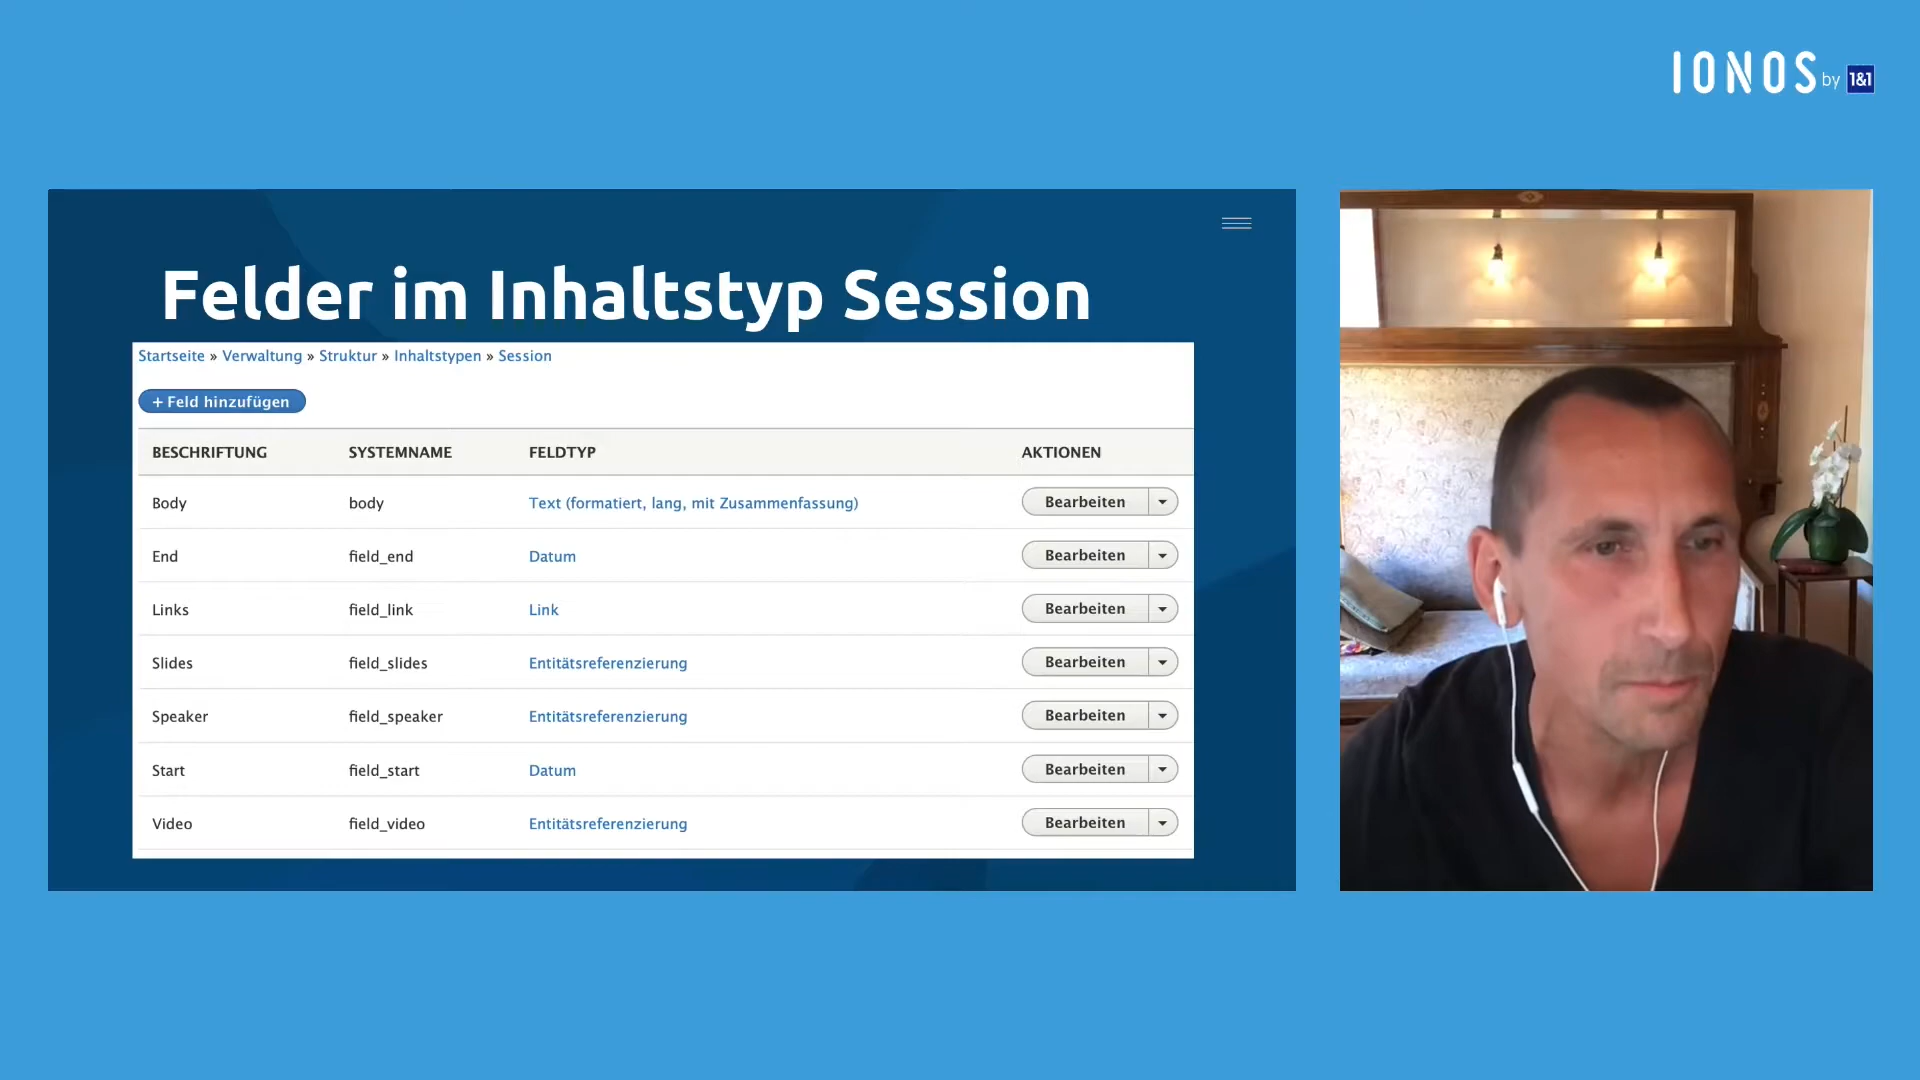 IONOS by 1&1
Felder im Inhaltstyp Session
Startseite » Verwaltung » Struktur » Inhaltstypen » Session
+ Feld hinzufügen
BESCHRIFTUNG SYSTEMNAME FELDTYP AKTIONEN
Body body Text (formatiert, lang, mit Zusammenfassung) Bearbeiten
End field_end Datum Bearbeiten
Links field_link Link Bearbeiten
Slides field_slides Entitätsreferenzierung Bearbeiten
Speaker field_speaker Entitätsreferenzierung Bearbeiten
Start field_start Datum Bearbeiten
Video field_video Entitätsreferenzierung Bearbeiten